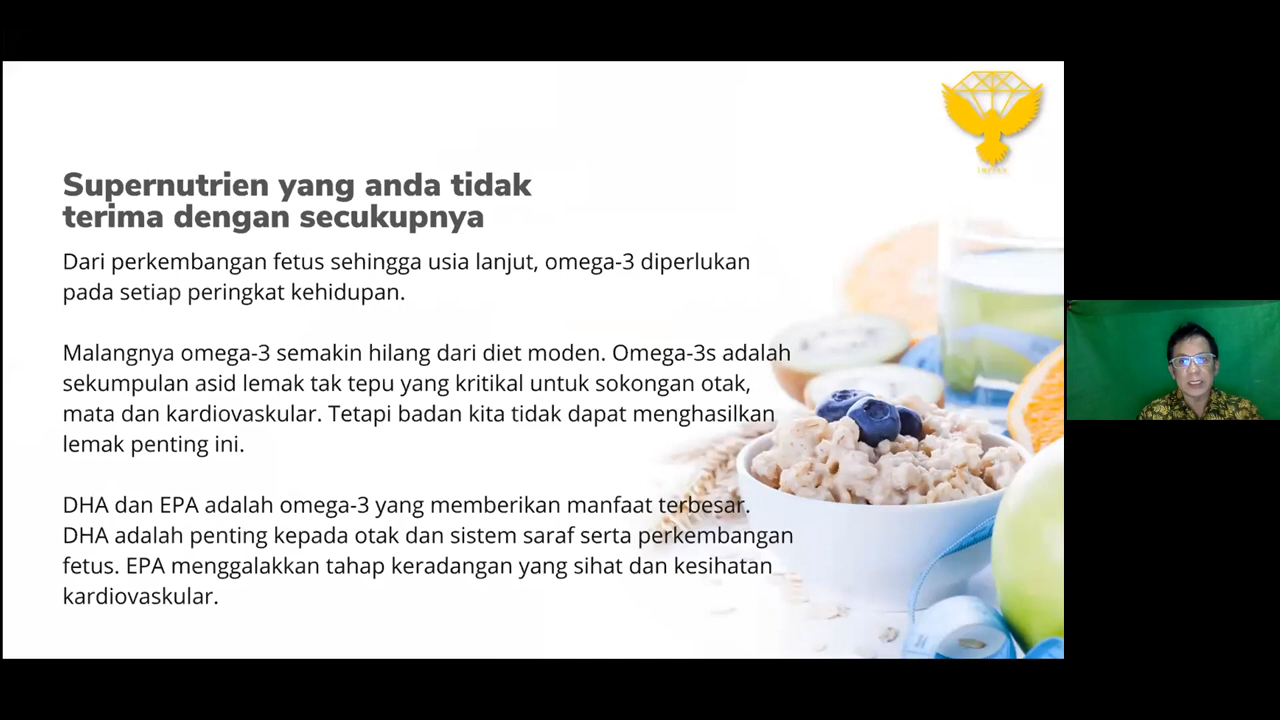 Supernutrien yang anda tidak
terima dengan secukupnya
Dari perkembangan fetus sehingga usia lanjut, omega-3 diperlukan
pada setiap peringkat kehidupan.
Malangnya omega-3 semakin hilang dari diet moden. Omega-3s adalah
sekumpulan asid lemak tak tepu yang kritikal untuk sokongan otak,
mata dan kardiovaskular. Tetapi badan kita tidak dapat menghasilkan
lemak penting ini.
DHA dan EPA adalah omega-3 yang memberikan manfaat terbesar.
DHA adalah penting kepada otak dan sistem saraf serta perkembangan
fetus. EPA menggalakkan tahap keradangan yang sihat dan kesihatan
kardiovaskular.